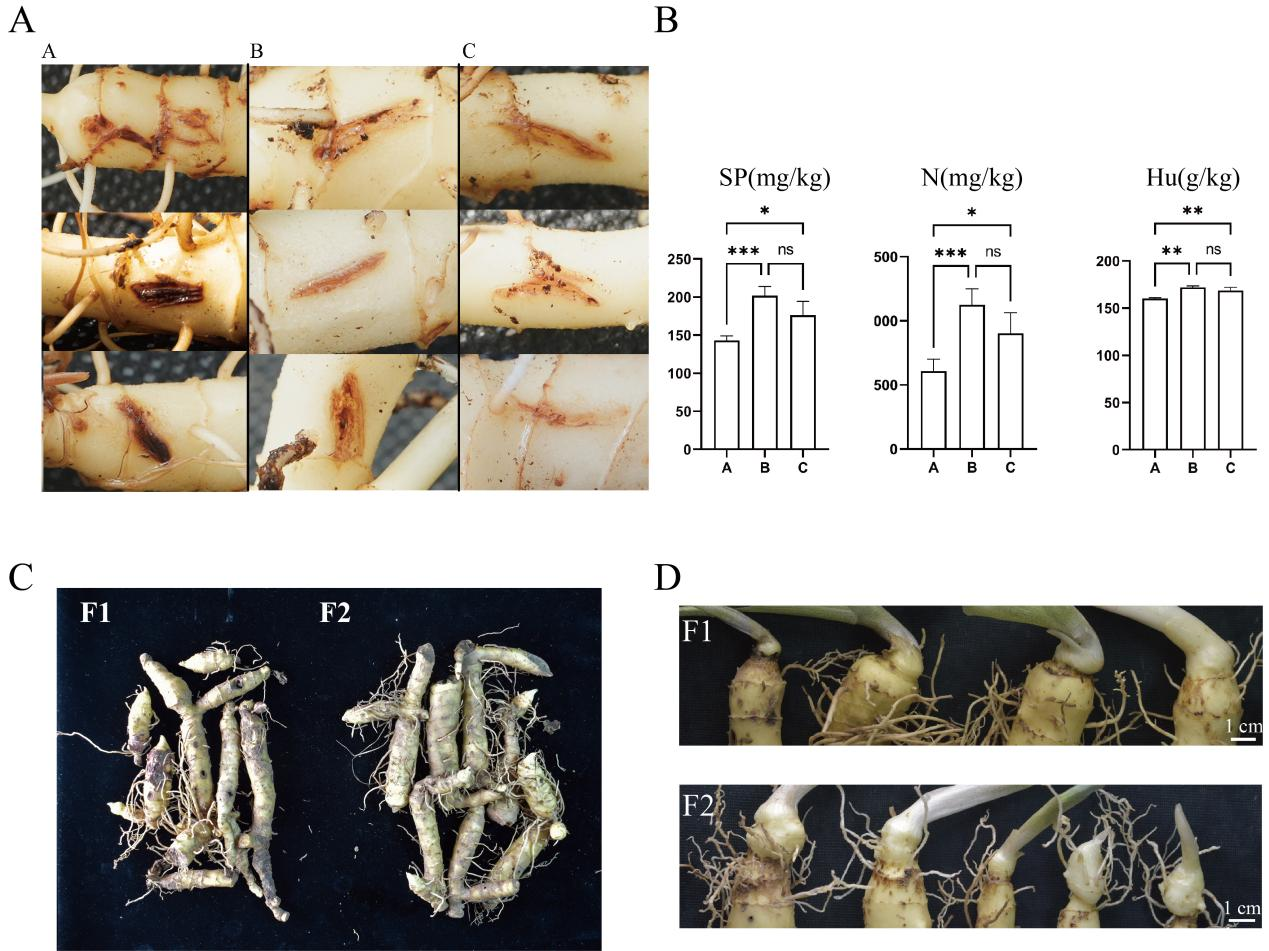 A
B
A
B
C
SP(mg/kg)
N(mg/kg)
Hu(g/kg)
*
*** ns
*
*** ns
**
** ns
250
200
150
100
50
0
A B C
500
000
500
0
A B C
200
150
100
50
0
A B C
C
D
F1
F2
F1
1 cm
F2
1 cm